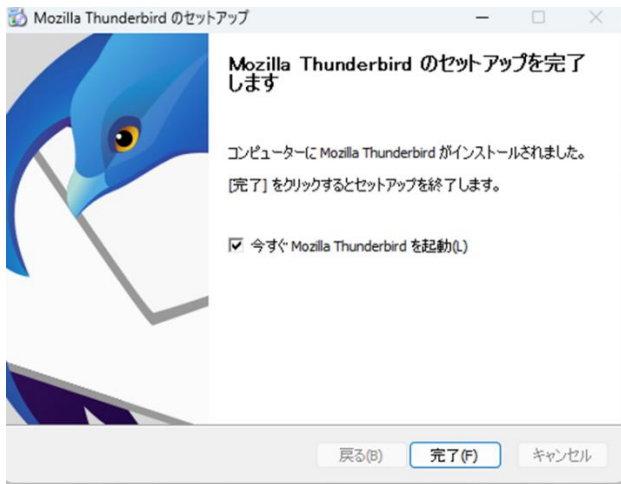 Mozilla Thunderbird のセットアップ
Mozilla Thunderbird のセットアップを完了
します
コンピューターに Mozilla Thunderbird がインストールされました。
[完了] をクリックするとセットアップを終了します。
今すぐ Mozilla Thunderbird を起動(L)
戻る(B) 完了(F) キャンセル